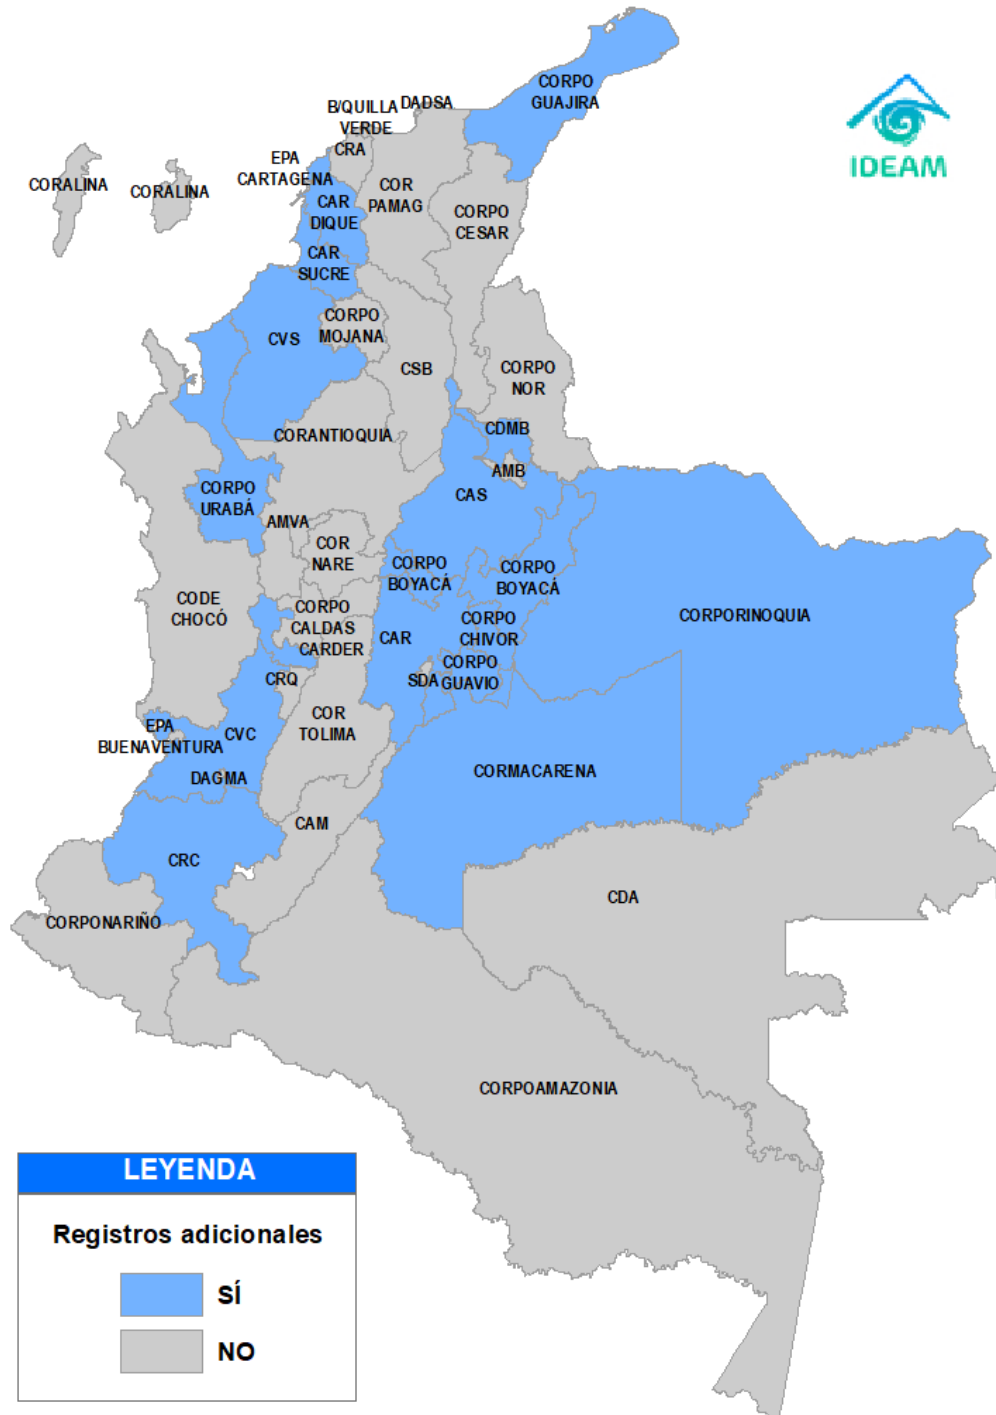 CORPO
GUAJIRA
IDEAM
B/QUILLA
VERDE
DADSA
CRA
EPA
CARTAGENA
CORALINA
CORALINA
COR
PAMAG
CAR
DIQUE
CORPO
CESAR
CAR
SUCRE
CORPO
MOJANA
CVS
CSB
CORPO
NOR
CORANTIOQUIA
CDMB
AMB
CAS
CORPO
URABÁ
AMVA
COR
NARE
CORPO
BOYACÁ
CORPO
BOYACÁ
CODE
CHOCÓ
CORPO
CALDAS
CARDER
CAR
CORPO
CHIVOR
CORPORINOQUIA
CRQ
SDA
CORPO
GUAVIO
COR
TOLIMA
EPA
BUENAVENTURA
CVC
DAGMA
CORMACARENA
CAM
CRC
CDA
CORPONARIÑO
CORPOAMAZONIA
LEYENDA
Registros adicionales
SÍ
NO